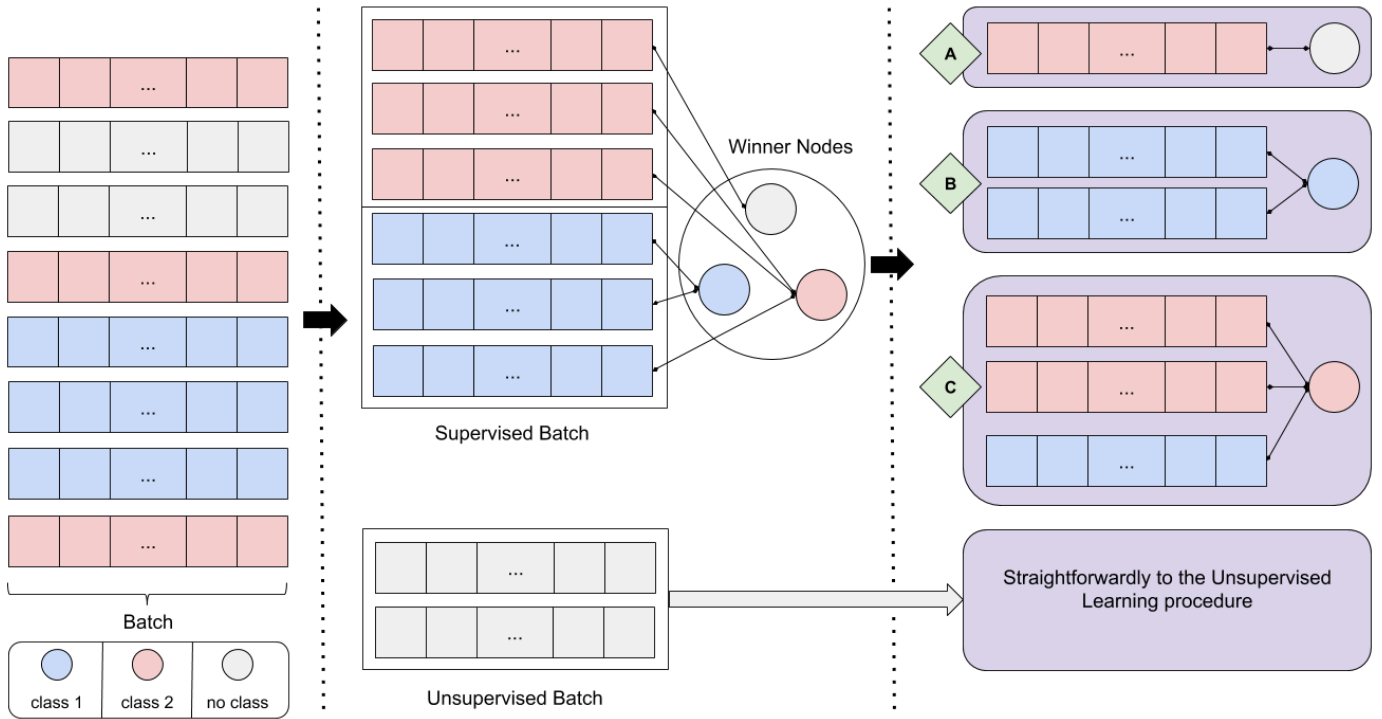 ...
...
...
...
...
...
...
...
Batch
class 1
class 2
no class
...
...
...
...
...
...
Supervised Batch
Winner Nodes
...
...
Unsupervised Batch
A
...
B
...
...
C
...
...
...
Straightforwardly to the Unsupervised
Learning procedure